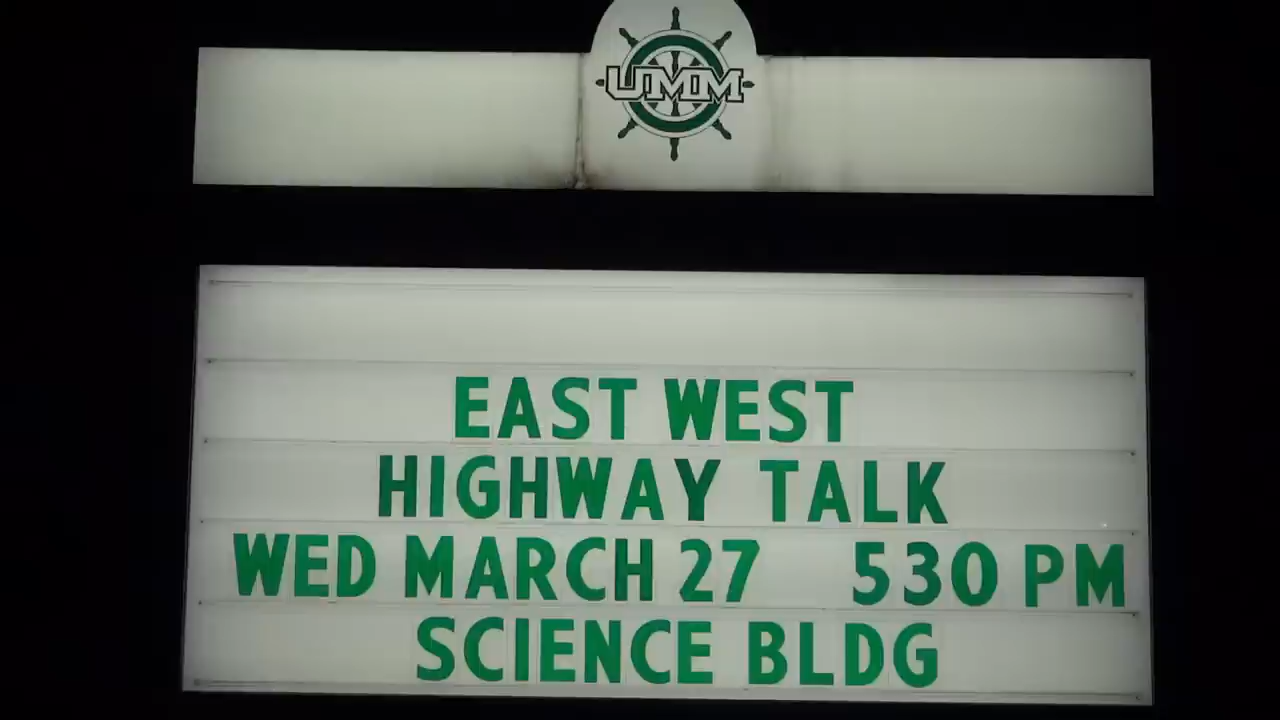 UMM
EAST WEST
HIGHWAY TALK
WED MARCH 27 530 PM
SCIENCE BLDG